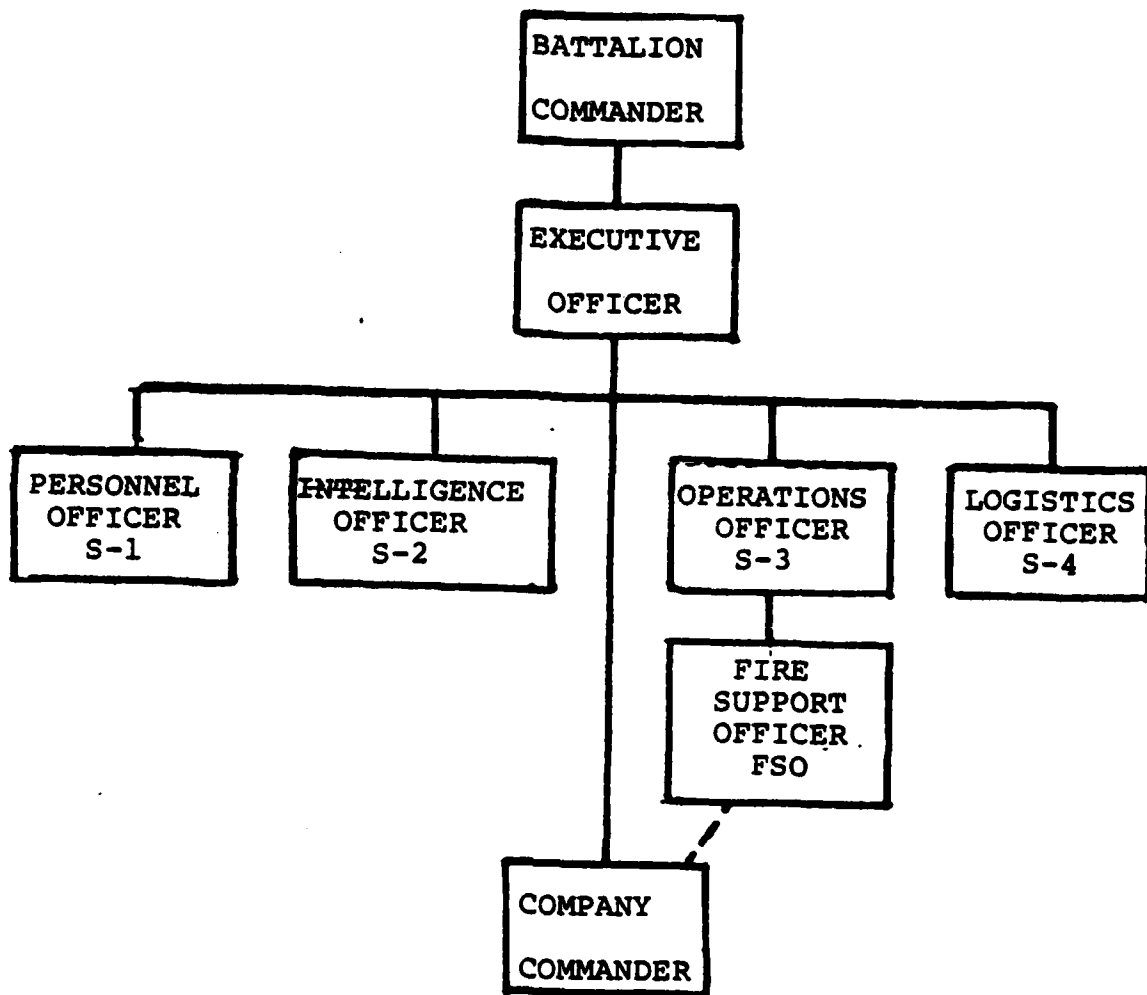 BATTALION
COMMANDER
EXECUTIVE
OFFICER
PERSONNEL
OFFICER
S-1
INTELLIGENCE
OFFICER
S-2
OPERATIONS
OFFICER
S-3
LOGISTICS
OFFICER
S-4
FIRE
SUPPORT
OFFICER
FSO
COMPANY
COMMANDER